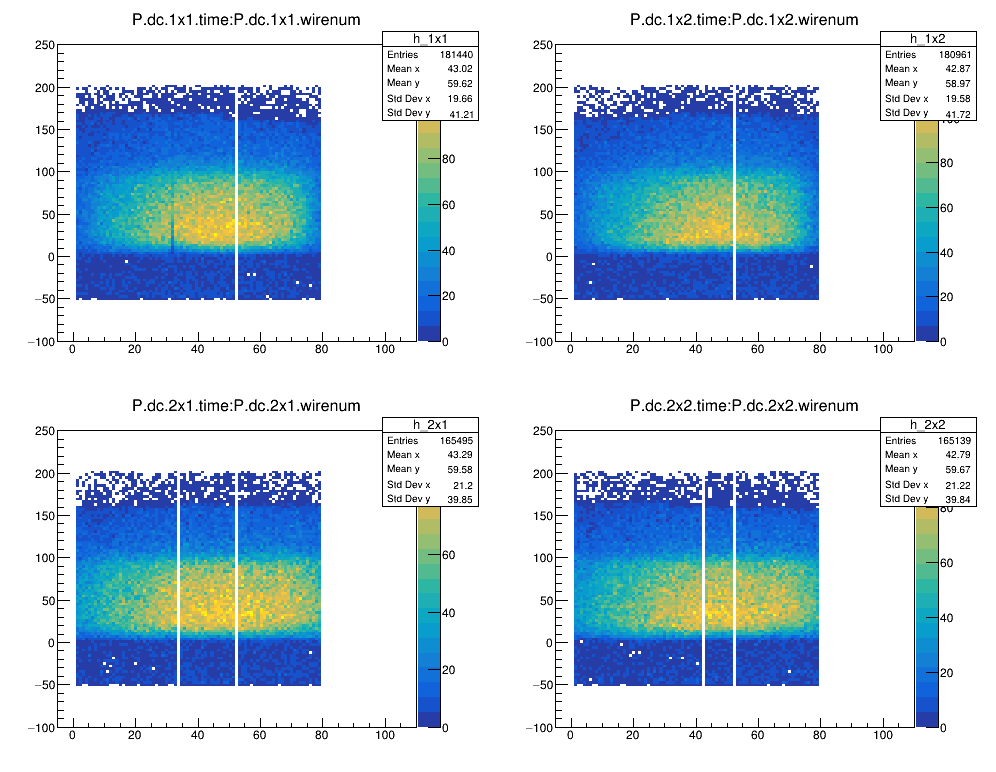 P.dc.1x1.time:P.dc.1x1.wirenum
h_1x1
Entries 181440
Mean x 43.02
Mean y 59.62
Std Dev x 19.66
Std Dev y 41.21
250
200
150
100
50
0
−50
−100
0 20 40 60 80 100
80
60
40
20
0
P.dc.1x2.time:P.dc.1x2.wirenum
h_1x2
Entries 180961
Mean x 42.87
Mean y 58.97
Std Dev x 19.58
Std Dev y 41.72
250
200
150
100
50
0
−50
−100
0 20 40 60 80 100
100
80
60
40
20
0
P.dc.2x1.time:P.dc.2x1.wirenum
h_2x1
Entries 165495
Mean x 43.29
Mean y 59.58
Std Dev x 21.2
Std Dev y 39.85
250
200
150
100
50
0
−50
−100
0 20 40 60 80 100
60
40
20
0
P.dc.2x2.time:P.dc.2x2.wirenum
h_2x2
Entries 165139
Mean x 42.79
Mean y 59.67
Std Dev x 21.22
Std Dev y 39.84
250
200
150
100
50
0
−50
−100
0 20 40 60 80 100
80
60
40
20
0